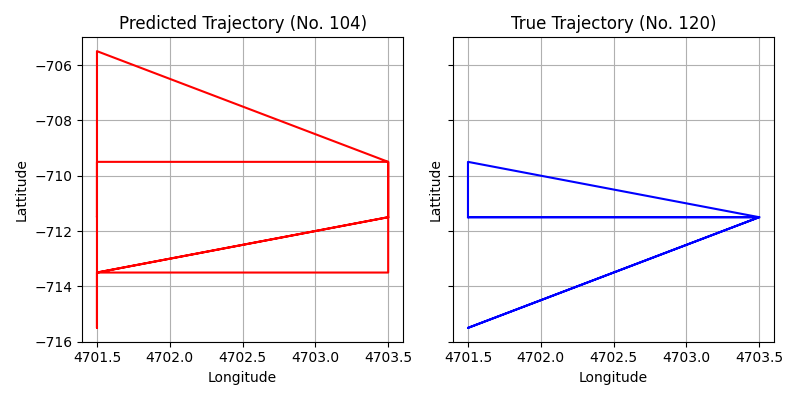 Predicted Trajectory (No. 104)
True Trajectory (No. 120)
Lattitude
−706
−708
−710
−712
−714
−716
4701.5 4702.0 4702.5 4703.0 4703.5
Longitude
Lattitude
4701.5 4702.0 4702.5 4703.0 4703.5
Longitude